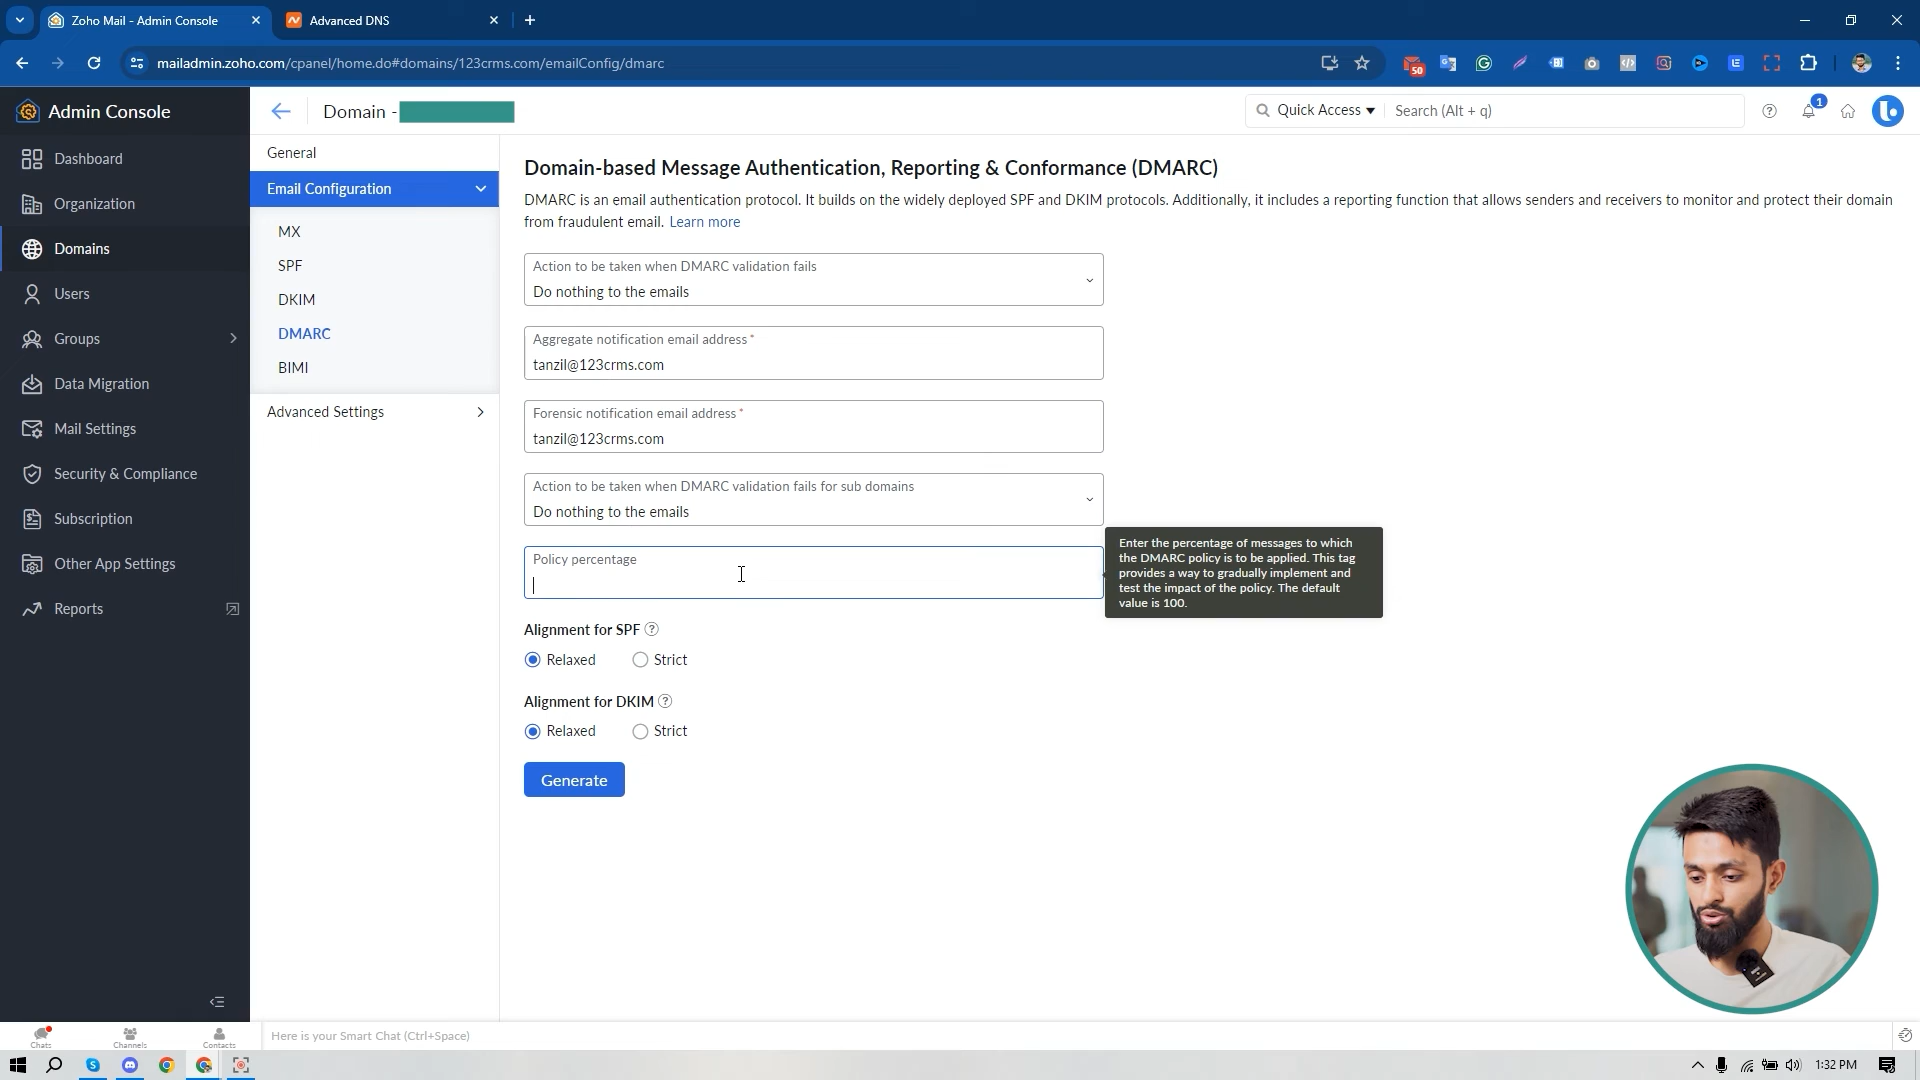 Zoho Mail - Admin Console
Advanced DNS
mailadmin.zoho.com/cpanel/home.do#domains/123crms.com/emailConfig/dmarc
50
Admin Console
Domain -
Quick Access
Search (Alt + q)
1
Dashboard
Organization
Domains
Users
Groups
Data Migration
Mail Settings
Security & Compliance
Subscription
Other App Settings
Reports
General
Email Configuration
MX
SPF
DKIM
DMARC
BIMI
Advanced Settings
Domain-based Message Authentication, Reporting & Conformance (DMARC)
DMARC is an email authentication protocol. It builds on the widely deployed SPF and DKIM protocols. Additionally, it includes a reporting function that allows senders and receivers to monitor and protect their domain
from fraudulent email. Learn more
Action to be taken when DMARC validation fails
Do nothing to the emails
Aggregate notification email address *
tanzil@123crms.com
Forensic notification email address *
tanzil@123crms.com
Action to be taken when DMARC validation fails for sub domains
Do nothing to the emails
Policy percentage
Enter the percentage of messages to which
the DMARC policy is to be applied. This tag
provides a way to gradually implement and
test the impact of the policy. The default
value is 100.
Alignment for SPF
Relaxed
Strict
Alignment for DKIM
Relaxed
Strict
Generate
Chats
Channels
Contacts
Here is your Smart Chat (Ctrl+Space)
1:32 PM